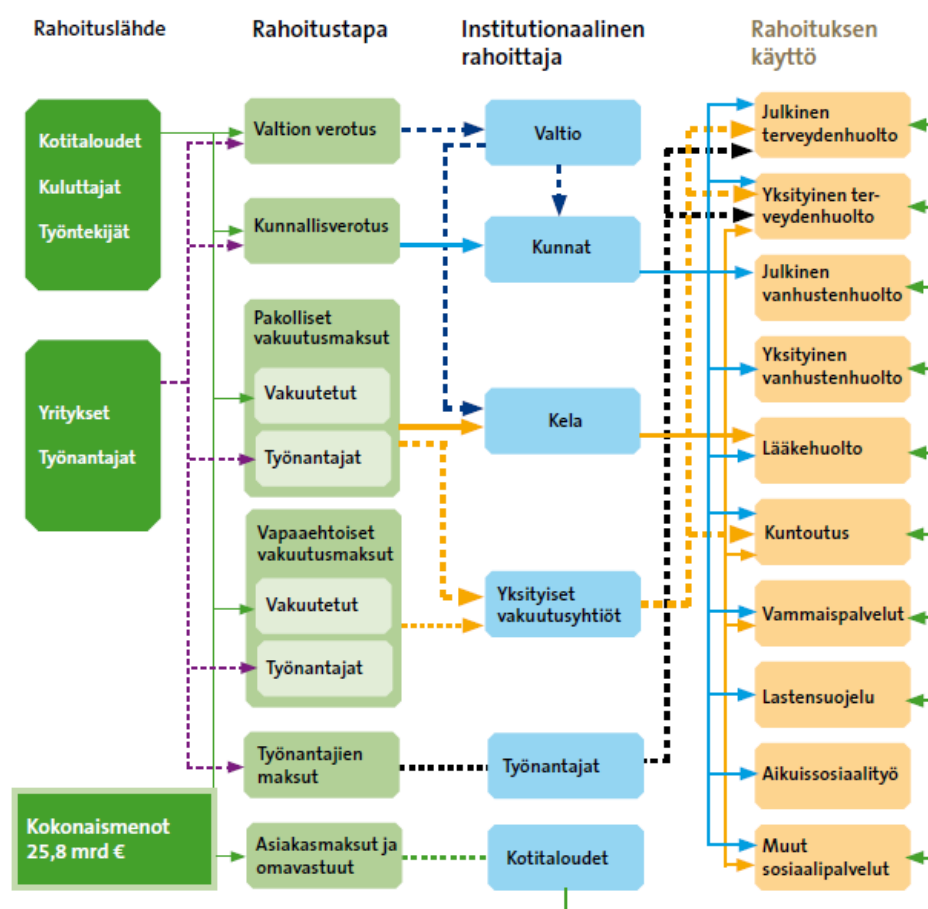 Rahoituslähde
Rahoitustapa
Institutionaalinen
rahoittaja
Rahoituksen
käyttö
Kotitaloudet
Kuluttajat
Työntekijät
Yritykset
Työnantajat
Kokonaismenot
25,8 mrd €
Valtion verotus
Kunnallisverotus
Pakolliset
vakuutusmaksut
Vakuutetut
Työnantajat
Vapaaehtoiset
vakuutusmaksut
Vakuutetut
Työnantajat
Työnantajien
maksut
Asiakasmaksut ja
omavastuut
Valtio
Kunnat
Kela
Yksityiset
vakuutusyhtiöt
Työnantajat
Kotitaloudet
Julkinen
terveydenhuolto
Yksityinen ter-
veydenhuolto
Julkinen
vanhustenhuolto
Yksityinen
vanhustenhuolto
Lääkehuolto
Kuntoutus
Vammaispalvelut
Lastensuojelu
Aikuissosiaalityö
Muut
sosiaalipalvelut